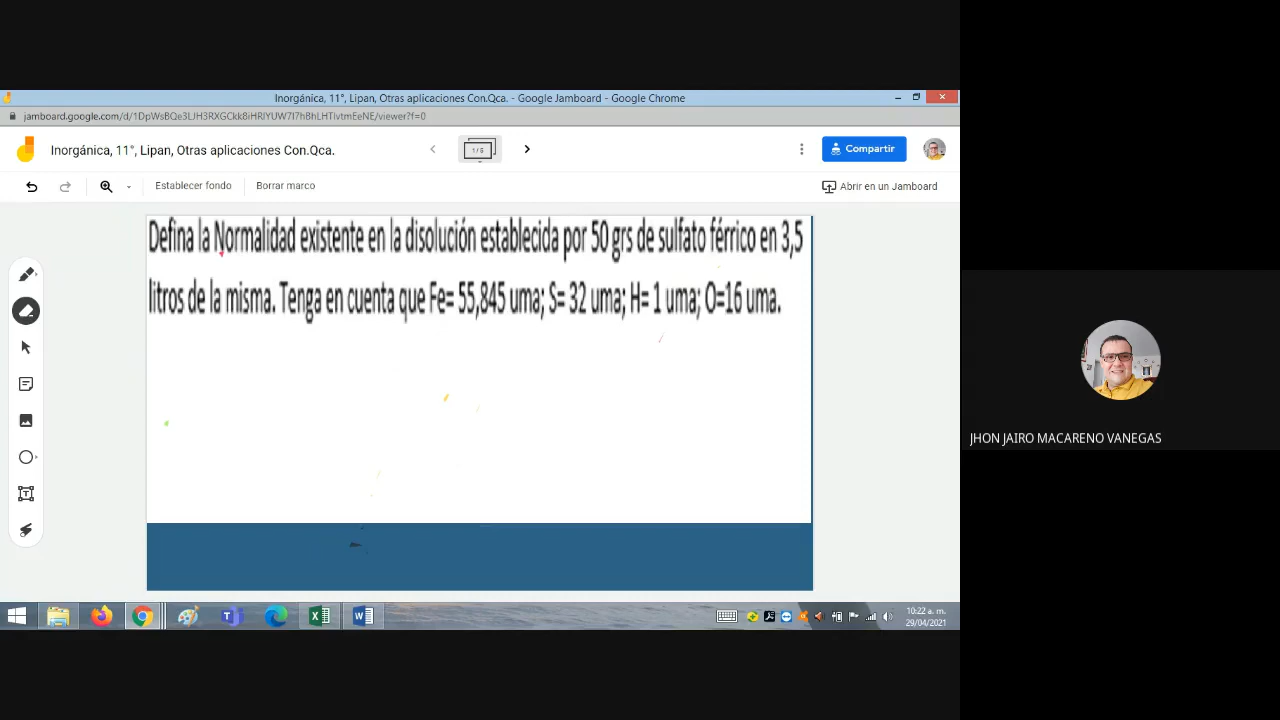 Inorgánica, 11°, Lipan, Otras aplicaciones Con.Qca. - Google Jamboard - Google Chrome
Inorgánica, 11°, Lipan, Otras aplicaciones Con.Qca.
1 / 5
Compartir
Establecer fondo
Borrar marco
Abrir en un Jamboard
Defina la Normalidad existente en la disolución establecida por 50 grs de sulfato férrico en 3,5
litros de la misma. Tenga en cuenta que Fe= 55,845 uma; S= 32 uma; H= 1 uma; O=16 uma.
JHON JAIRO MACARENO VANEGAS
10:22 a. m.
29/04/2021